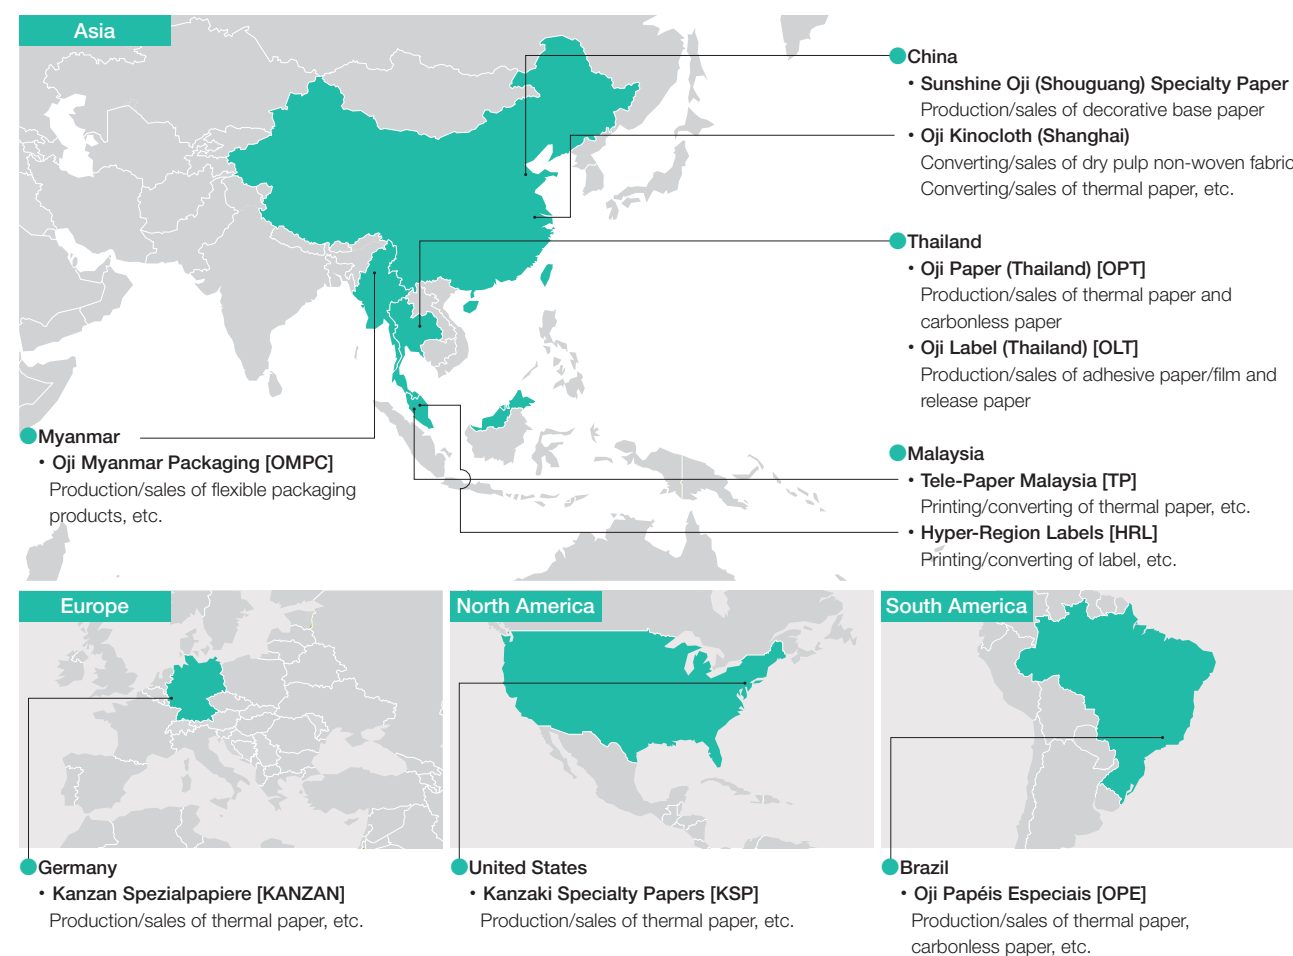 Asia
China
• Sunshine Oji (Shouguang) Specialty Paper
Production/sales of decorative base paper
• Oji Kinocloth (Shanghai)
Converting/sales of dry pulp non-woven fabric
Converting/sales of thermal paper, etc.
Thailand
• Oji Paper (Thailand) [OPT]
Production/sales of thermal paper and
carbonless paper
• Oji Label (Thailand) [OLT]
Production/sales of adhesive paper/film and
release paper
Myanmar
• Oji Myanmar Packaging [OMPC]
Production/sales of flexible packaging
products, etc.
Malaysia
• Tele-Paper Malaysia [TP]
Printing/converting of thermal paper, etc.
• Hyper-Region Labels [HRL]
Printing/converting of label, etc.
Europe
Germany
• Kanzan Spezialpapiere [KANZAN]
Production/sales of thermal paper, etc.
North America
United States
• Kanzaki Specialty Papers [KSP]
Production/sales of thermal paper, etc.
South America
Brazil
• Oji Papéis Especiais [OPE]
Production/sales of thermal paper,
carbonless paper, etc.